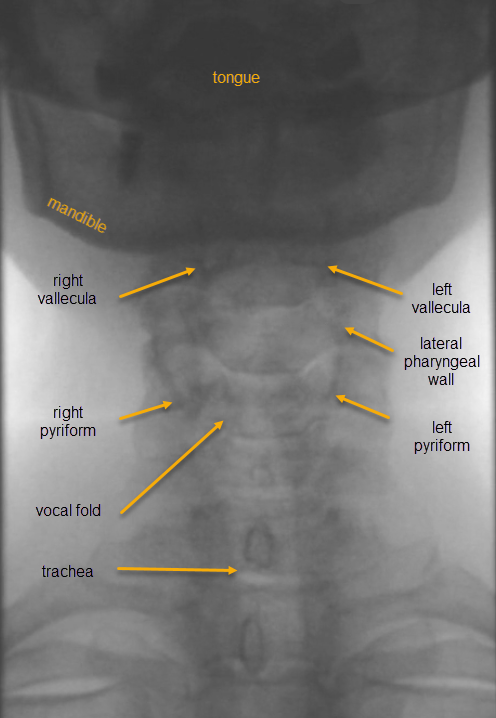 tongue
mandible
right
vallecula
left
vallecula
lateral
pharyngeal
wall
right
pyriform
left
pyriform
vocal fold
trachea